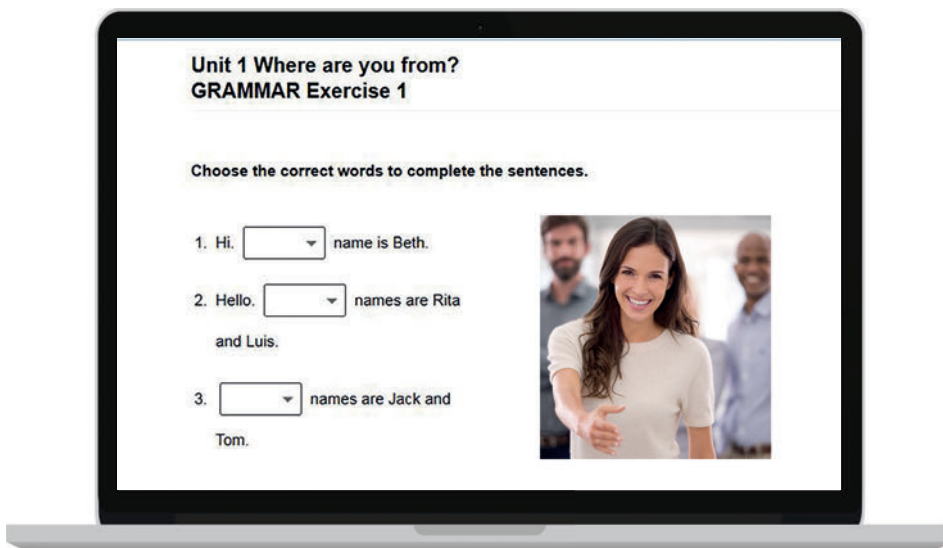 Unit 1 Where are you from?
GRAMMAR Exercise 1
Choose the correct words to complete the sentences.
1. Hi. name is Beth.
2. Hello. names are Rita
and Luis.
3. names are Jack and
Tom.